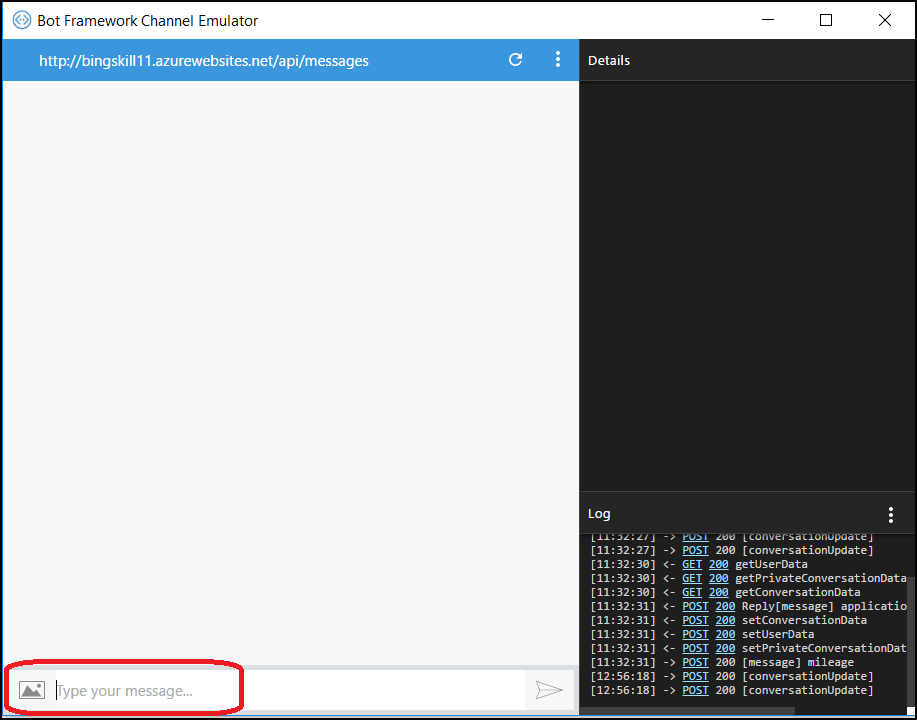 Bot Framework Channel Emulator
http://bingskill11.azurewebsites.net/api/messages
Details
Log
[11:32:27] -> POST 200 [conversationUpdate]
[11:32:27] -> POST 200 [conversationUpdate]
[11:32:30] <- GET 200 getUserData
[11:32:30] <- GET 200 getPrivateConversationData
[11:32:30] <- GET 200 getConversationData
[11:32:31] <- POST 200 Reply[message] applicatio
[11:32:31] <- POST 200 setConversationData
[11:32:31] <- POST 200 setUserData
[11:32:31] <- POST 200 setPrivateConversationDat
[11:32:31] -> POST 200 [message] mileage
[12:56:18] -> POST 200 [conversationUpdate]
[12:56:18] -> POST 200 [conversationUpdate]
Type your message...